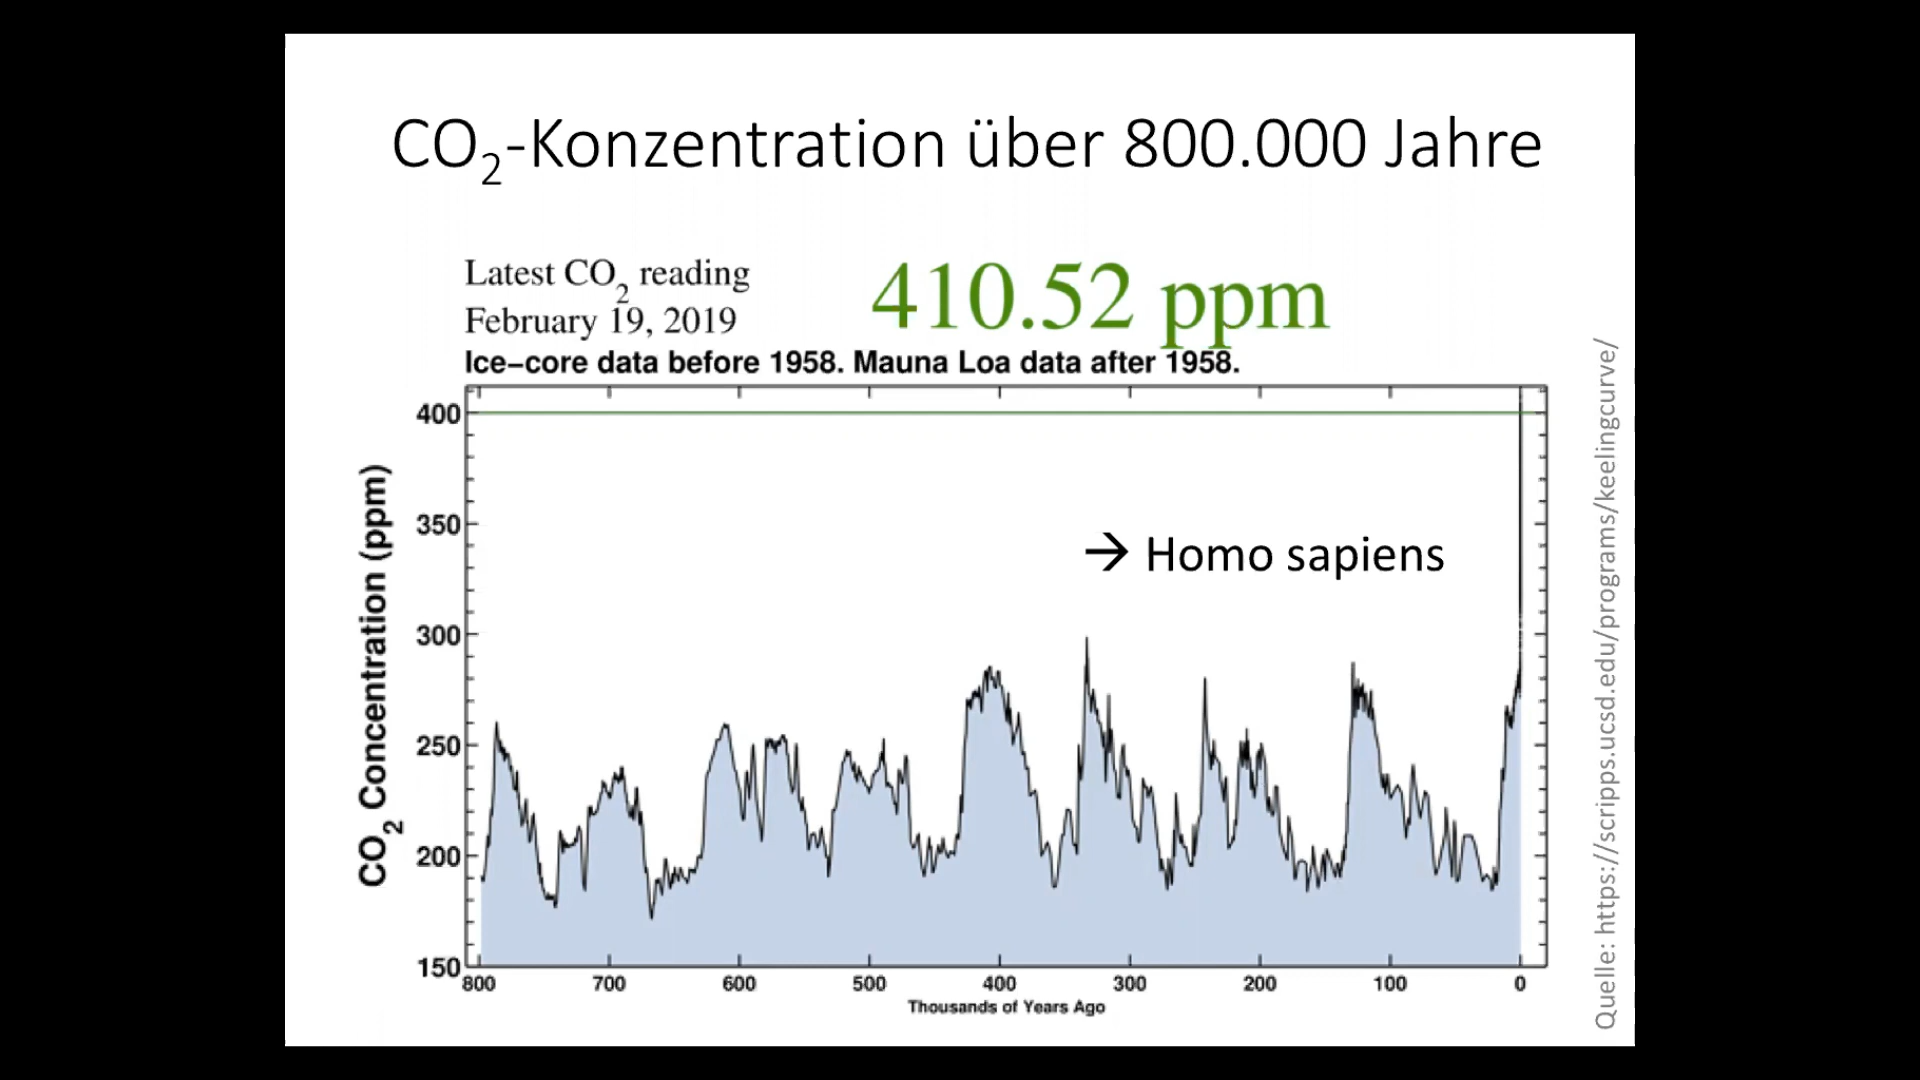 CO₂-Konzentration über 800.000 Jahre
Latest CO₂ reading
February 19, 2019
410.52 ppm
Ice-core data before 1958. Mauna Loa data after 1958.
CO₂ Concentration (ppm)
400
350
300
250
200
150
→ Homo sapiens
800 700 600 500 400 300 200 100 0
Thousands of Years Ago
Quelle: https://scripps.ucsd.edu/programs/keelingcurve/